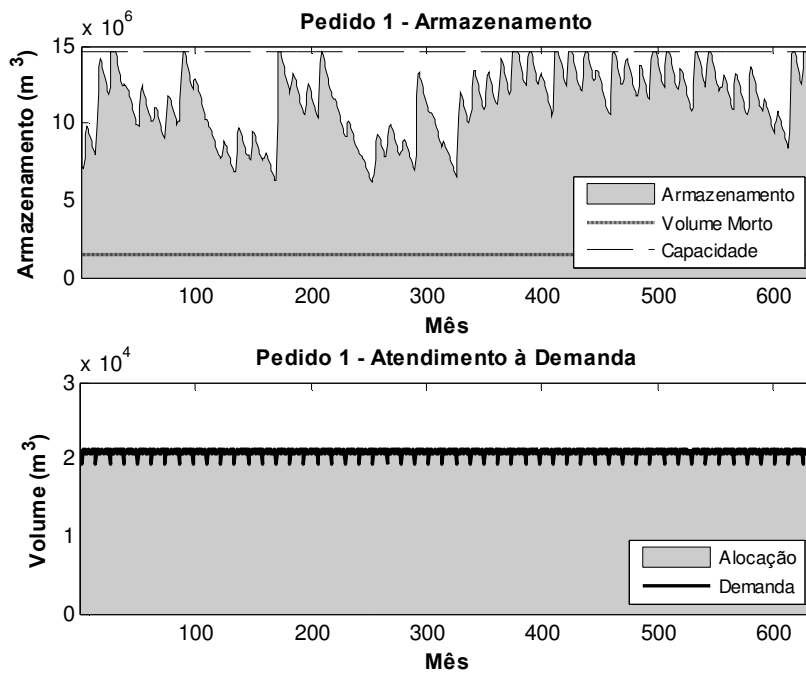 Pedido 1 - Armazenamento
x 10^6
15
10
5
0
Armazenamento (m^3)
100 200 300 400 500 600
Mês
Armazenamento
Volume Morto
Capacidade
Pedido 1 - Atendimento à Demanda
x 10^4
3
2
1
0
Volume (m^3)
100 200 300 400 500 600
Mês
Alocação
Demanda